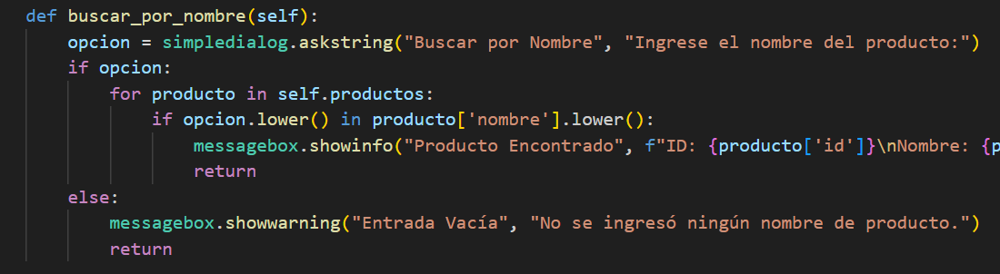 def buscar_por_nombre(self):
    opcion = simpledialog.askstring("Buscar por Nombre", "Ingrese el nombre del producto:")
    if opcion:
        for producto in self.productos:
            if opcion.lower() in producto['nombre'].lower():
                messagebox.showinfo("Producto Encontrado", f"ID: {producto['id']}\nNombre: {p
                return
    else:
        messagebox.showwarning("Entrada Vacía", "No se ingresó ningún nombre de producto.")
        return